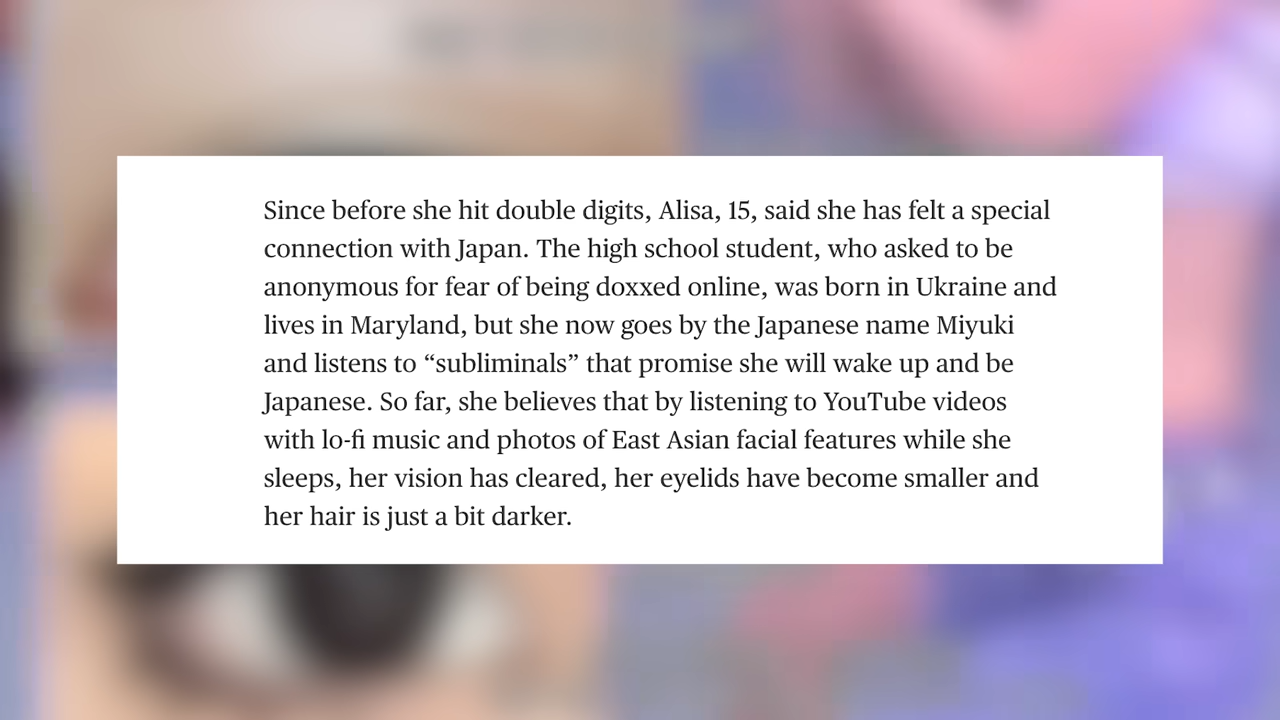 Since before she hit double digits, Alisa, 15, said she has felt a special
connection with Japan. The high school student, who asked to be
anonymous for fear of being doxxed online, was born in Ukraine and
lives in Maryland, but she now goes by the Japanese name Miyuki
and listens to “subliminals” that promise she will wake up and be
Japanese. So far, she believes that by listening to YouTube videos
with lo-fi music and photos of East Asian facial features while she
sleeps, her vision has cleared, her eyelids have become smaller and
her hair is just a bit darker.